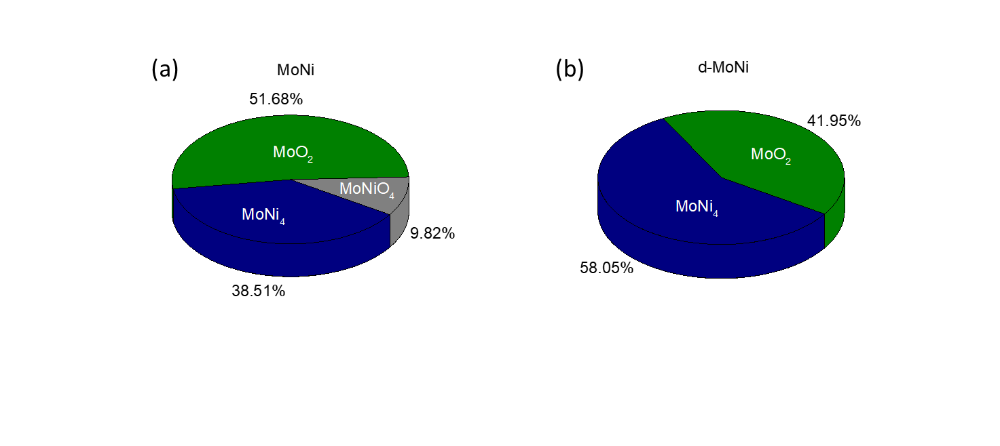 (a)
MoNi
51.68%
MoO₂
MoNiO₄
MoNi₄
9.82%
38.51%
(b)
d-MoNi
41.95%
MoO₂
MoNi₄
58.05%